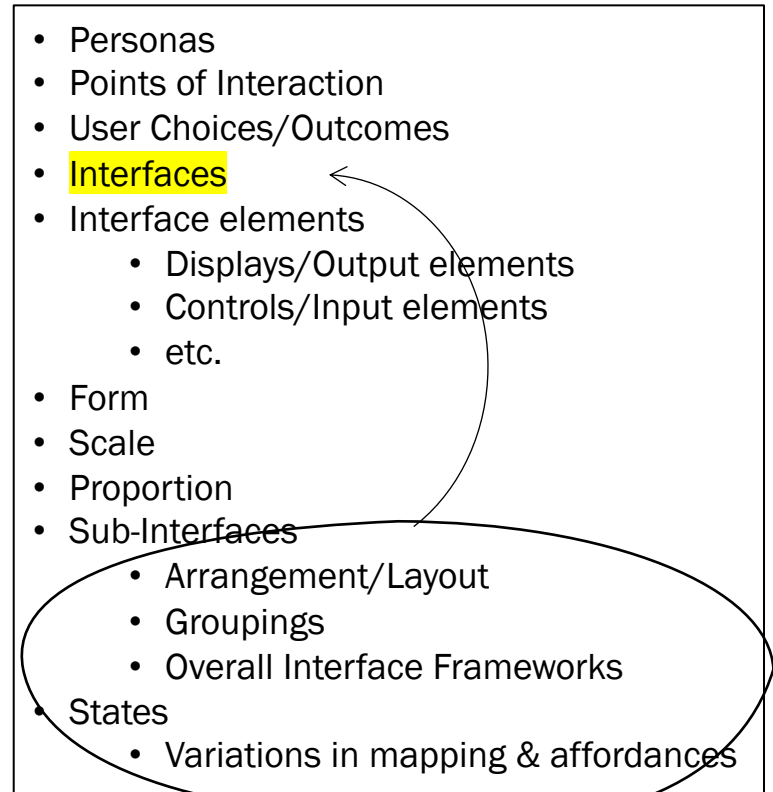 • Personas
• Points of Interaction
• User Choices/Outcomes
• Interfaces
• Interface elements
• Displays/Output elements
• Controls/Input elements
• etc.
• Form
• Scale
• Proportion
• Sub-Interfaces
• Arrangement/Layout
• Groupings
• Overall Interface Frameworks
• States
• Variations in mapping & affordances